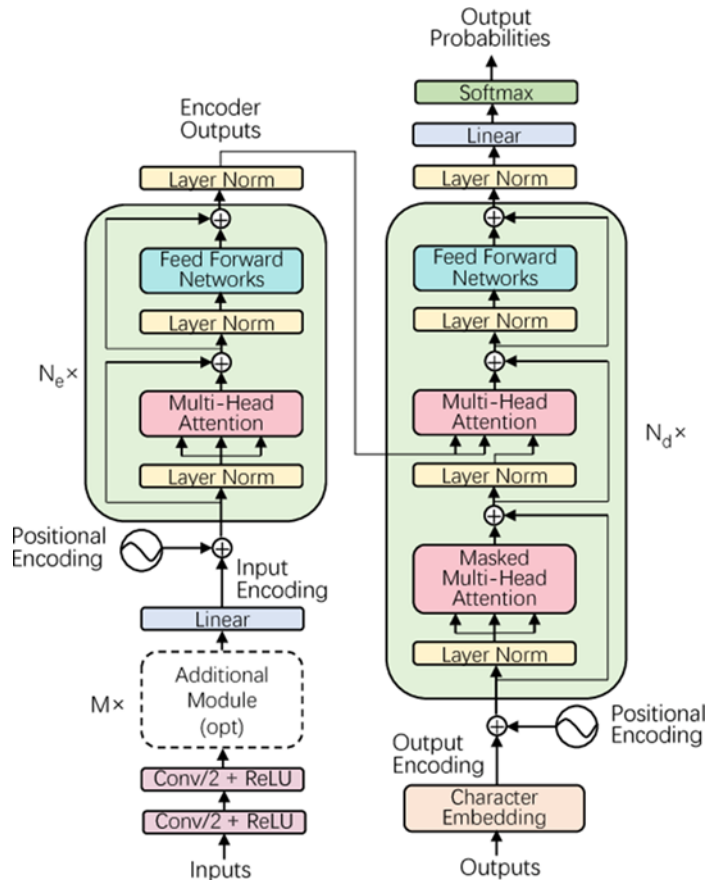 Output
Probabilities
Softmax
Linear
Layer Norm
Encoder
Outputs
Layer Norm
Feed Forward
Networks
Layer Norm
Multi-Head
Attention
Layer Norm
Nₑ×
Positional
Encoding
Input
Encoding
Linear
Additional
Module
(opt)
M×
Conv/2 + ReLU
Conv/2 + ReLU
Inputs
Feed Forward
Networks
Layer Norm
Multi-Head
Attention
N_d×
Layer Norm
Masked
Multi-Head
Attention
Layer Norm
Positional
Encoding
Output
Encoding
Character
Embedding
Outputs